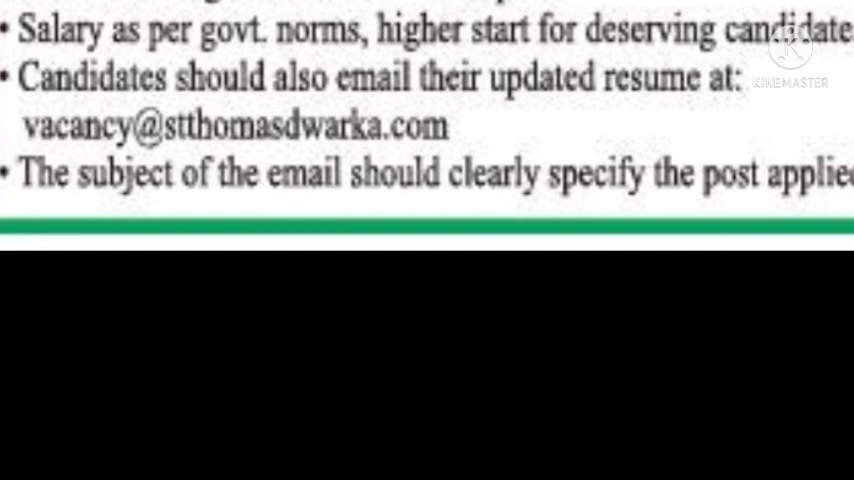 • Salary as per govt. norms, higher start for deserving candidate
• Candidates should also email their updated resume at:
vacancy@stthomasdwarka.com
• The subject of the email should clearly specify the post applied
KINEMASTER